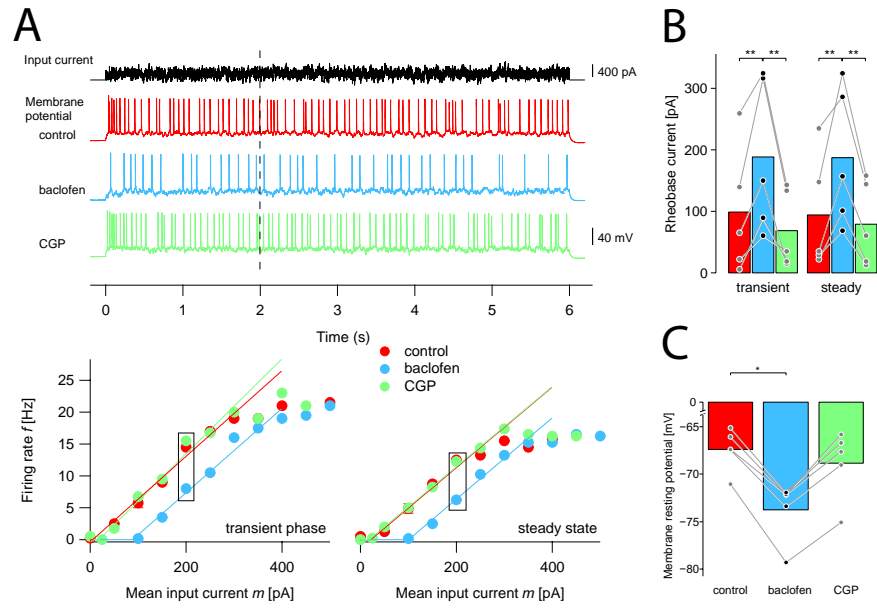 A
Input current
400 pA
Membrane
potential
control
baclofen
CGP
40 mV
0 1 2 3 4 5 6
Time (s)
control
baclofen
CGP
Firing rate f [Hz]
25
20
15
10
5
0
transient phase
0 200 400
Mean input current m [pA]
steady state
0 200 400
Mean input current m [pA]
B
** ** ** **
Rheobase current [pA]
300
200
100
0
transient steady
C
*
Membrane resting potential [mV]
0
-65
-70
-75
-80
control baclofen CGP